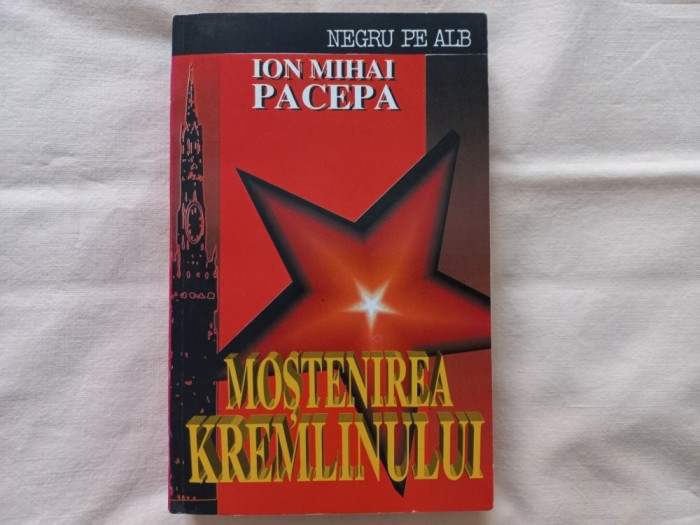 NEGRU PE ALB
ION MIHAI
PACEPA
MOŞTENIREA
KREMLINULUI